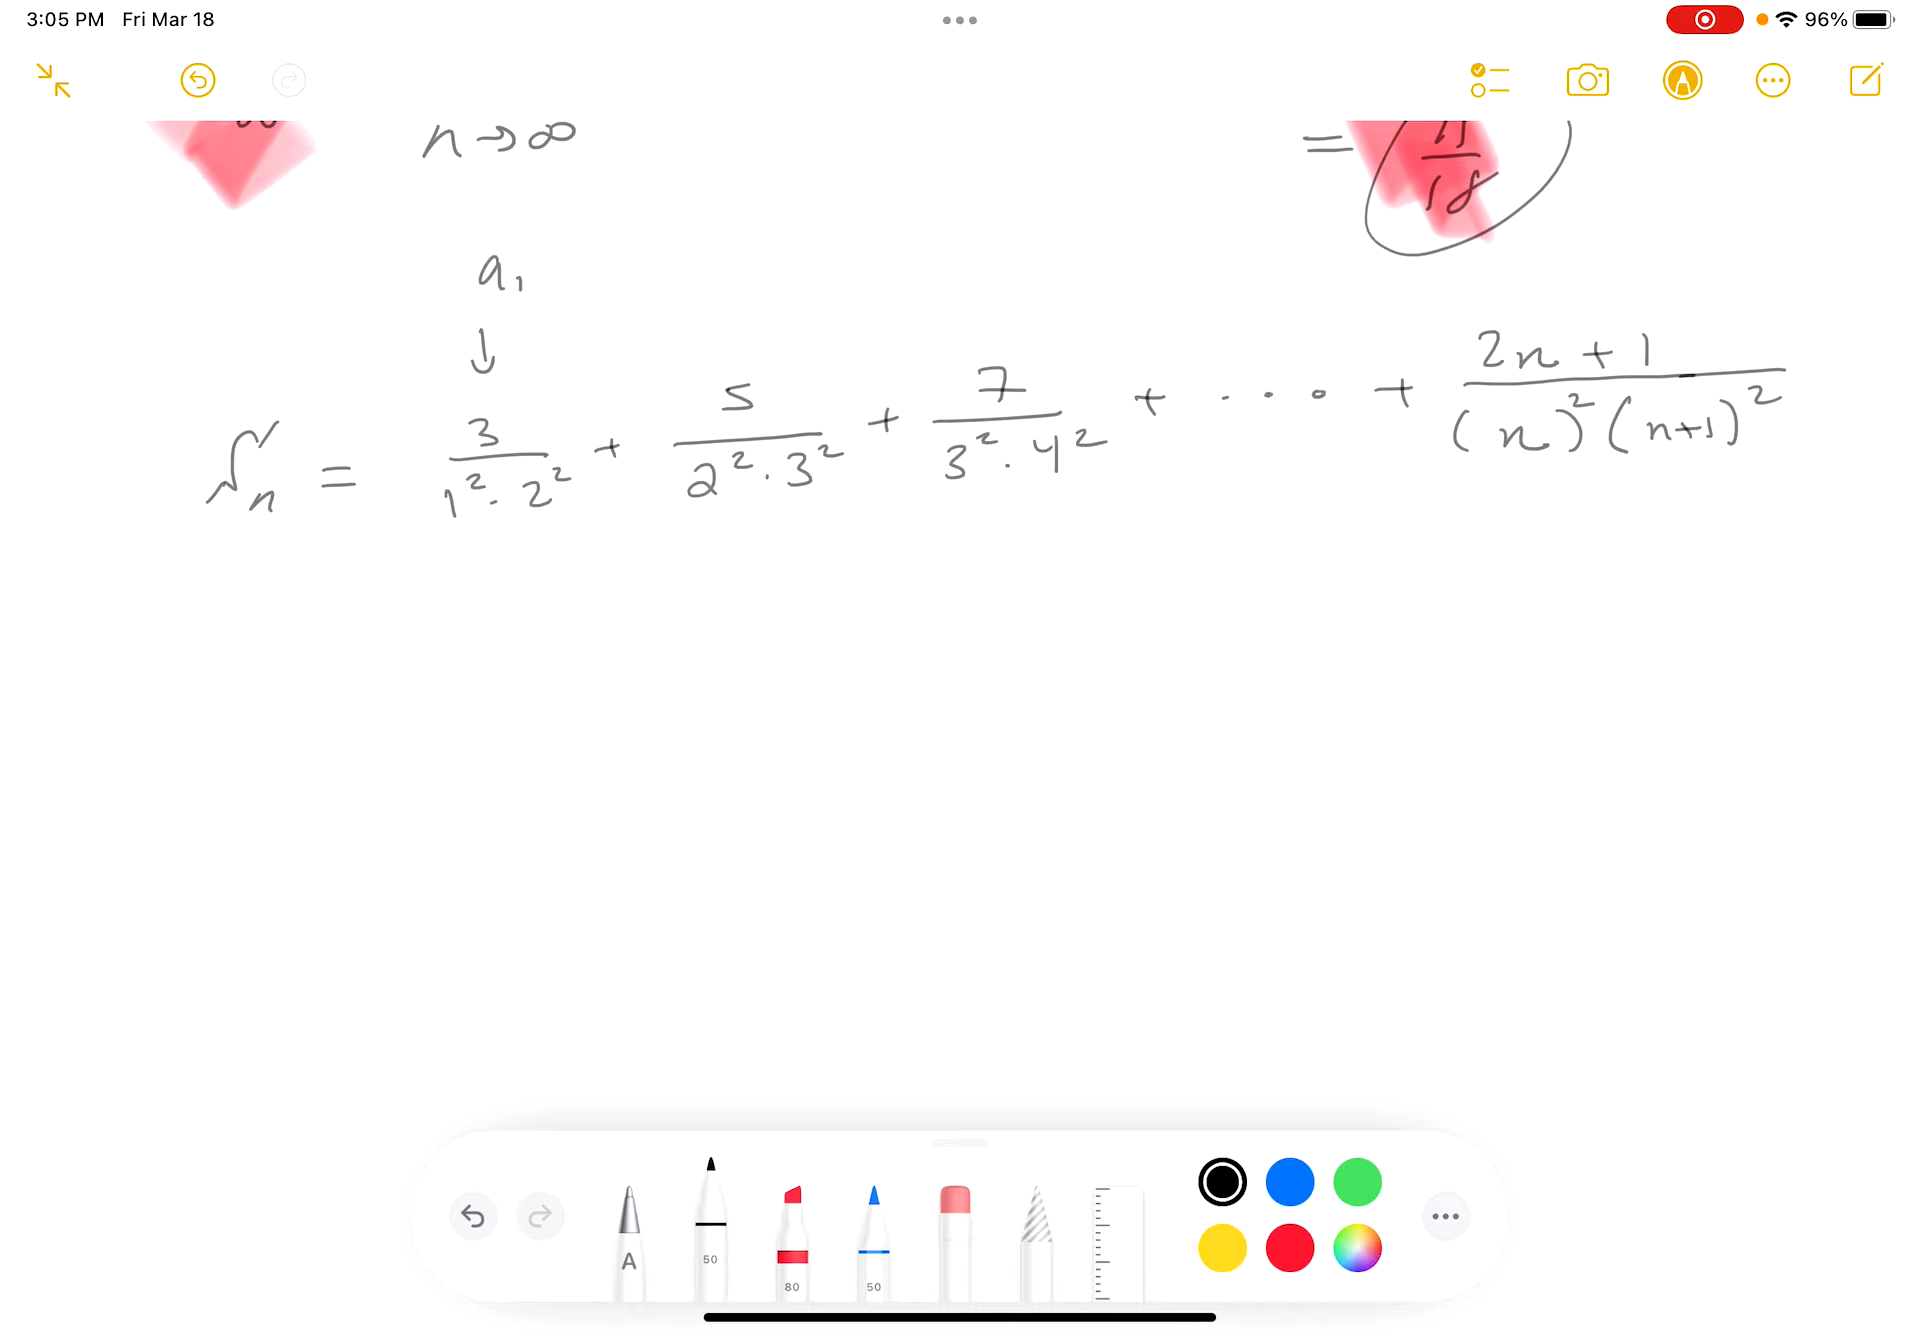 3:05 PM Fri Mar 18 96%
n → ∞ = 11/18
a₁
↓
Sₙ = 3/(1² · 2²) + 5/(2² · 3²) + 7/(3² · 4²) + · · · · + (2n + 1)/((n)² (n+1)²)
A 50 80 50